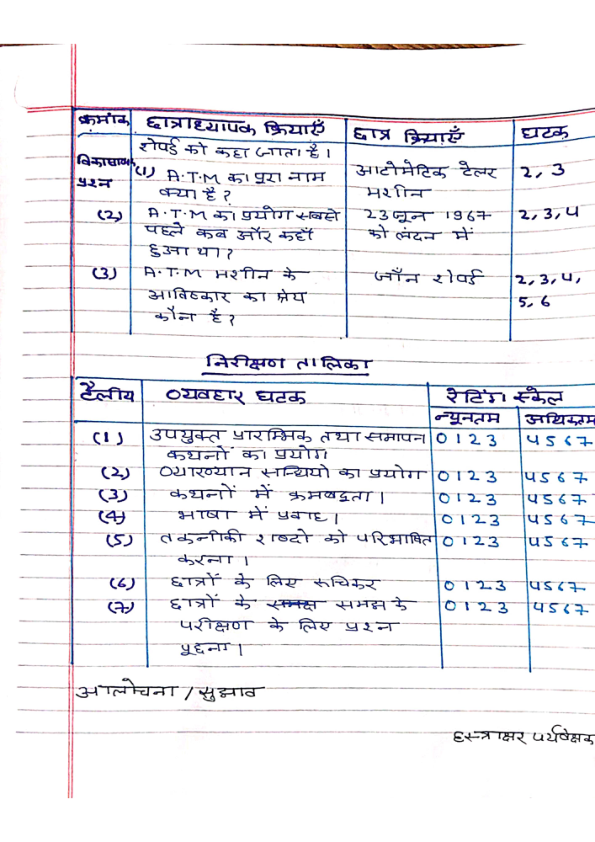 क्रमांक छात्राध्यापक क्रियाएँ छात्र क्रियाएँ घटक
शेपर्ड को कहा जाता है।
विकासात्मक प्रश्न (1) A.T.M का पूरा नाम आटोमेटिक टेलर 2, 3
क्या है? मशीन
(2) A.T.M का प्रयोग सबसे 23 जून 1967 2, 3, 4
पहले कब और कहाँ को लंदन में
हुआ था?
(3) A.T.M मशीन के जॉन शेपर्ड 2, 3, 4,
आविष्कार का श्रेय 5, 6
कौन है?
निरीक्षण तालिका
टैलीय व्यवहार घटक रेटिंग स्केल
न्यूनतम अधिकतम
(1) उपयुक्त प्रारम्भिक तथा समापन 0 1 2 3 4 5 6 7
कथनों का प्रयोग
(2) व्याख्यान सन्धियो का प्रयोग 0 1 2 3 4 5 6 7
(3) कथनों में क्रमबद्धता। 0 1 2 3 4 5 6 7
(4) भाषा में प्रवाह। 0 1 2 3 4 5 6 7
(5) तकनीकी शब्दो को परिभाषित 0 1 2 3 4 5 6 7
करना।
(6) छात्रों के लिए रूचिकर 0 1 2 3 4 5 6 7
(7) छात्रों के समझ के 0 1 2 3 4 5 6 7
परीक्षण के लिए प्रश्न
पूछना।
आलोचना / सुझाव
हस्त्राक्षर पर्यवेक्षक